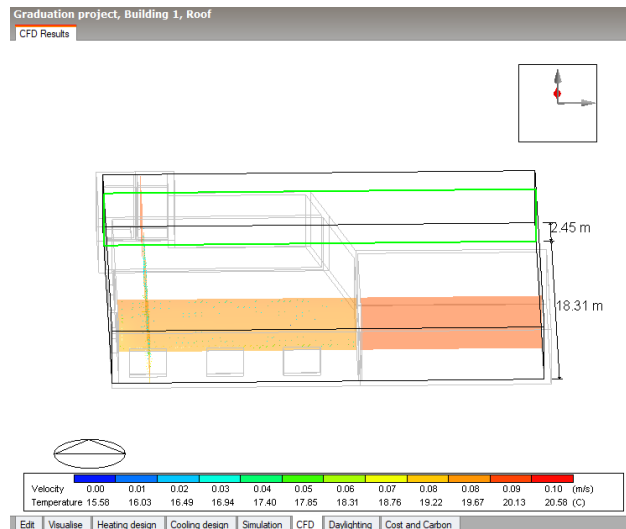 Graduation project, Building 1, Roof
CFD Results
2.45 m
18.31 m
Velocity 0.00 0.01 0.02 0.03 0.04 0.05 0.06 0.07 0.08 0.08 0.09 0.10 (m/s)
Temperature 15.58 16.03 16.49 16.94 17.40 17.85 18.31 18.76 19.22 19.67 20.13 20.58 (C)
Edit Visualise Heating design Cooling design Simulation CFD Daylighting Cost and Carbon